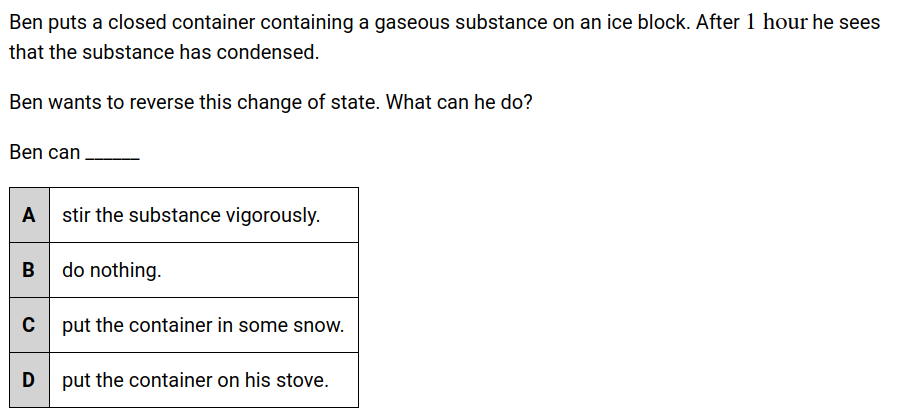 Ben puts a closed container containing a gaseous substance on an ice block. After 1 hour he sees
that the substance has condensed.
Ben wants to reverse this change of state. What can he do?
Ben can ______
A stir the substance vigorously.
B do nothing.
C put the container in some snow.
D put the container on his stove.